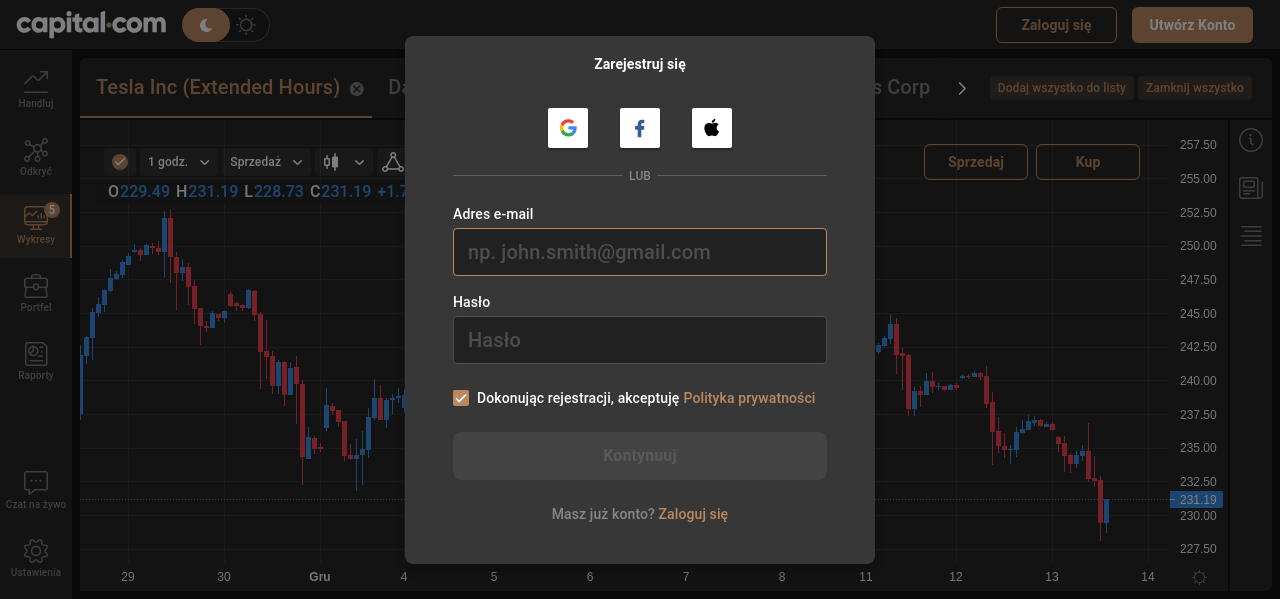 capital.com
Zaloguj się
Utwórz Konto
Zarejestruj się
Handluj
Odkryć
5
Wykresy
Portfel
Raporty
Czat na żywo
Ustawienia
Tesla Inc (Extended Hours)
Da
s Corp
Dodaj wszystko do listy
Zamknij wszystko
1 godz.
Sprzedaż
Sprzedaj
Kup
O229.49 H231.19 L228.73 C231.19 +1.7
LUB
Adres e-mail
np. john.smith@gmail.com
Hasło
Hasło
Dokonując rejestracji, akceptuję Polityka prywatności
Kontynuuj
Masz już konto? Zaloguj się
257.50
255.00
252.50
250.00
247.50
245.00
242.50
240.00
237.50
235.00
232.50
231.19
230.00
227.50
29 30 Gru 4 5 6 7 8 11 12 13 14